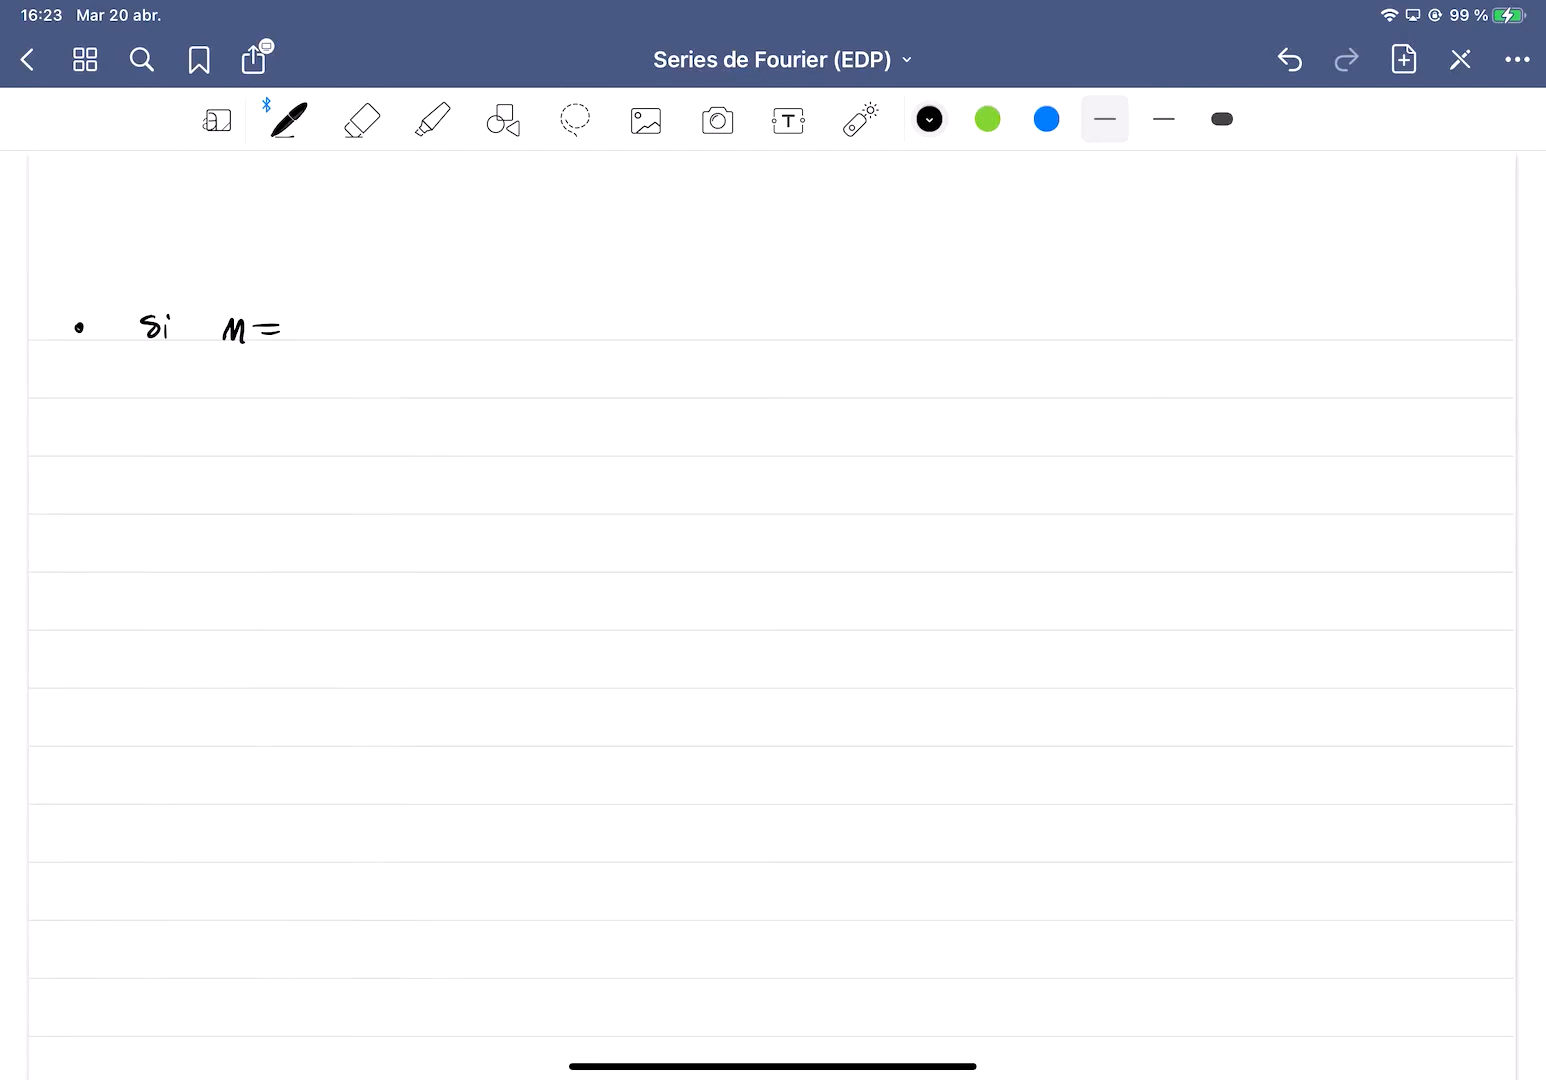 16:23 Mar 20 abr. 99 %
Series de Fourier (EDP)
T
• Si m=